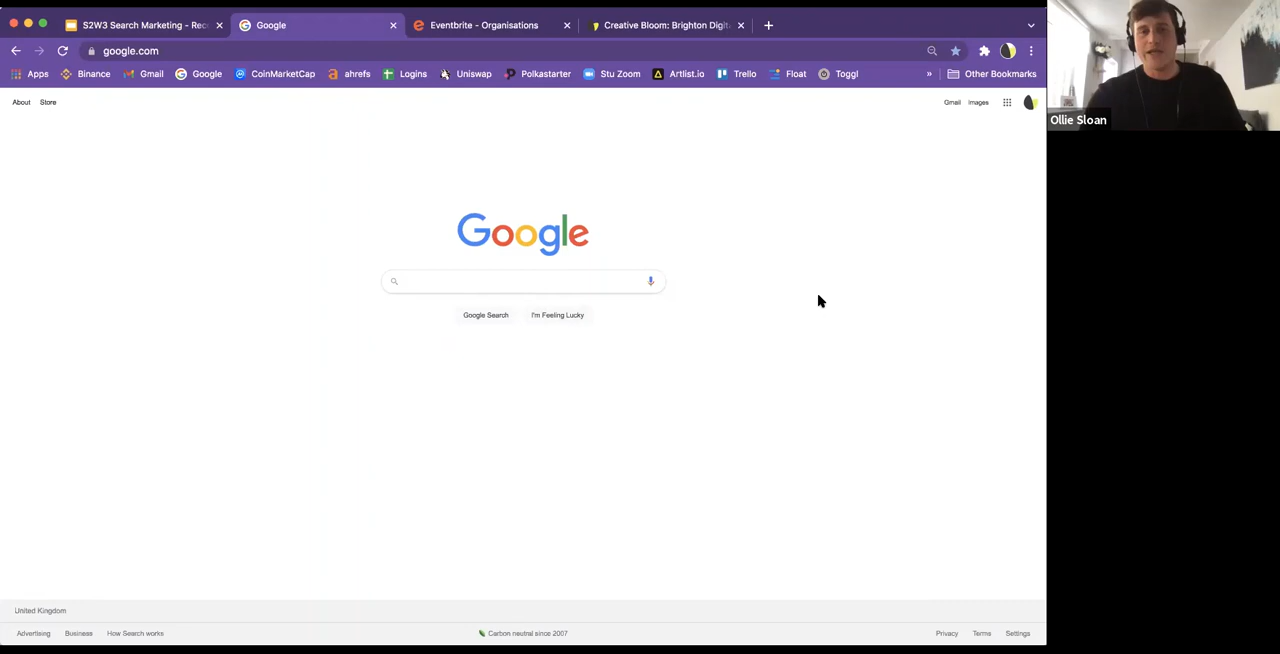 S2W3 Search Marketing - Rec
Google
Eventbrite - Organisations
Creative Bloom: Brighton Digit
google.com
Apps
Binance
Gmail
Google
CoinMarketCap
ahrefs
Logins
Uniswap
Polkastarter
Stu Zoom
Artlist.io
Trello
Float
Toggl
»
Other Bookmarks
About
Store
Gmail
Images
Ollie Sloan
Google
Google Search
I'm Feeling Lucky
United Kingdom
Advertising
Business
How Search works
Carbon neutral since 2007
Privacy
Terms
Settings